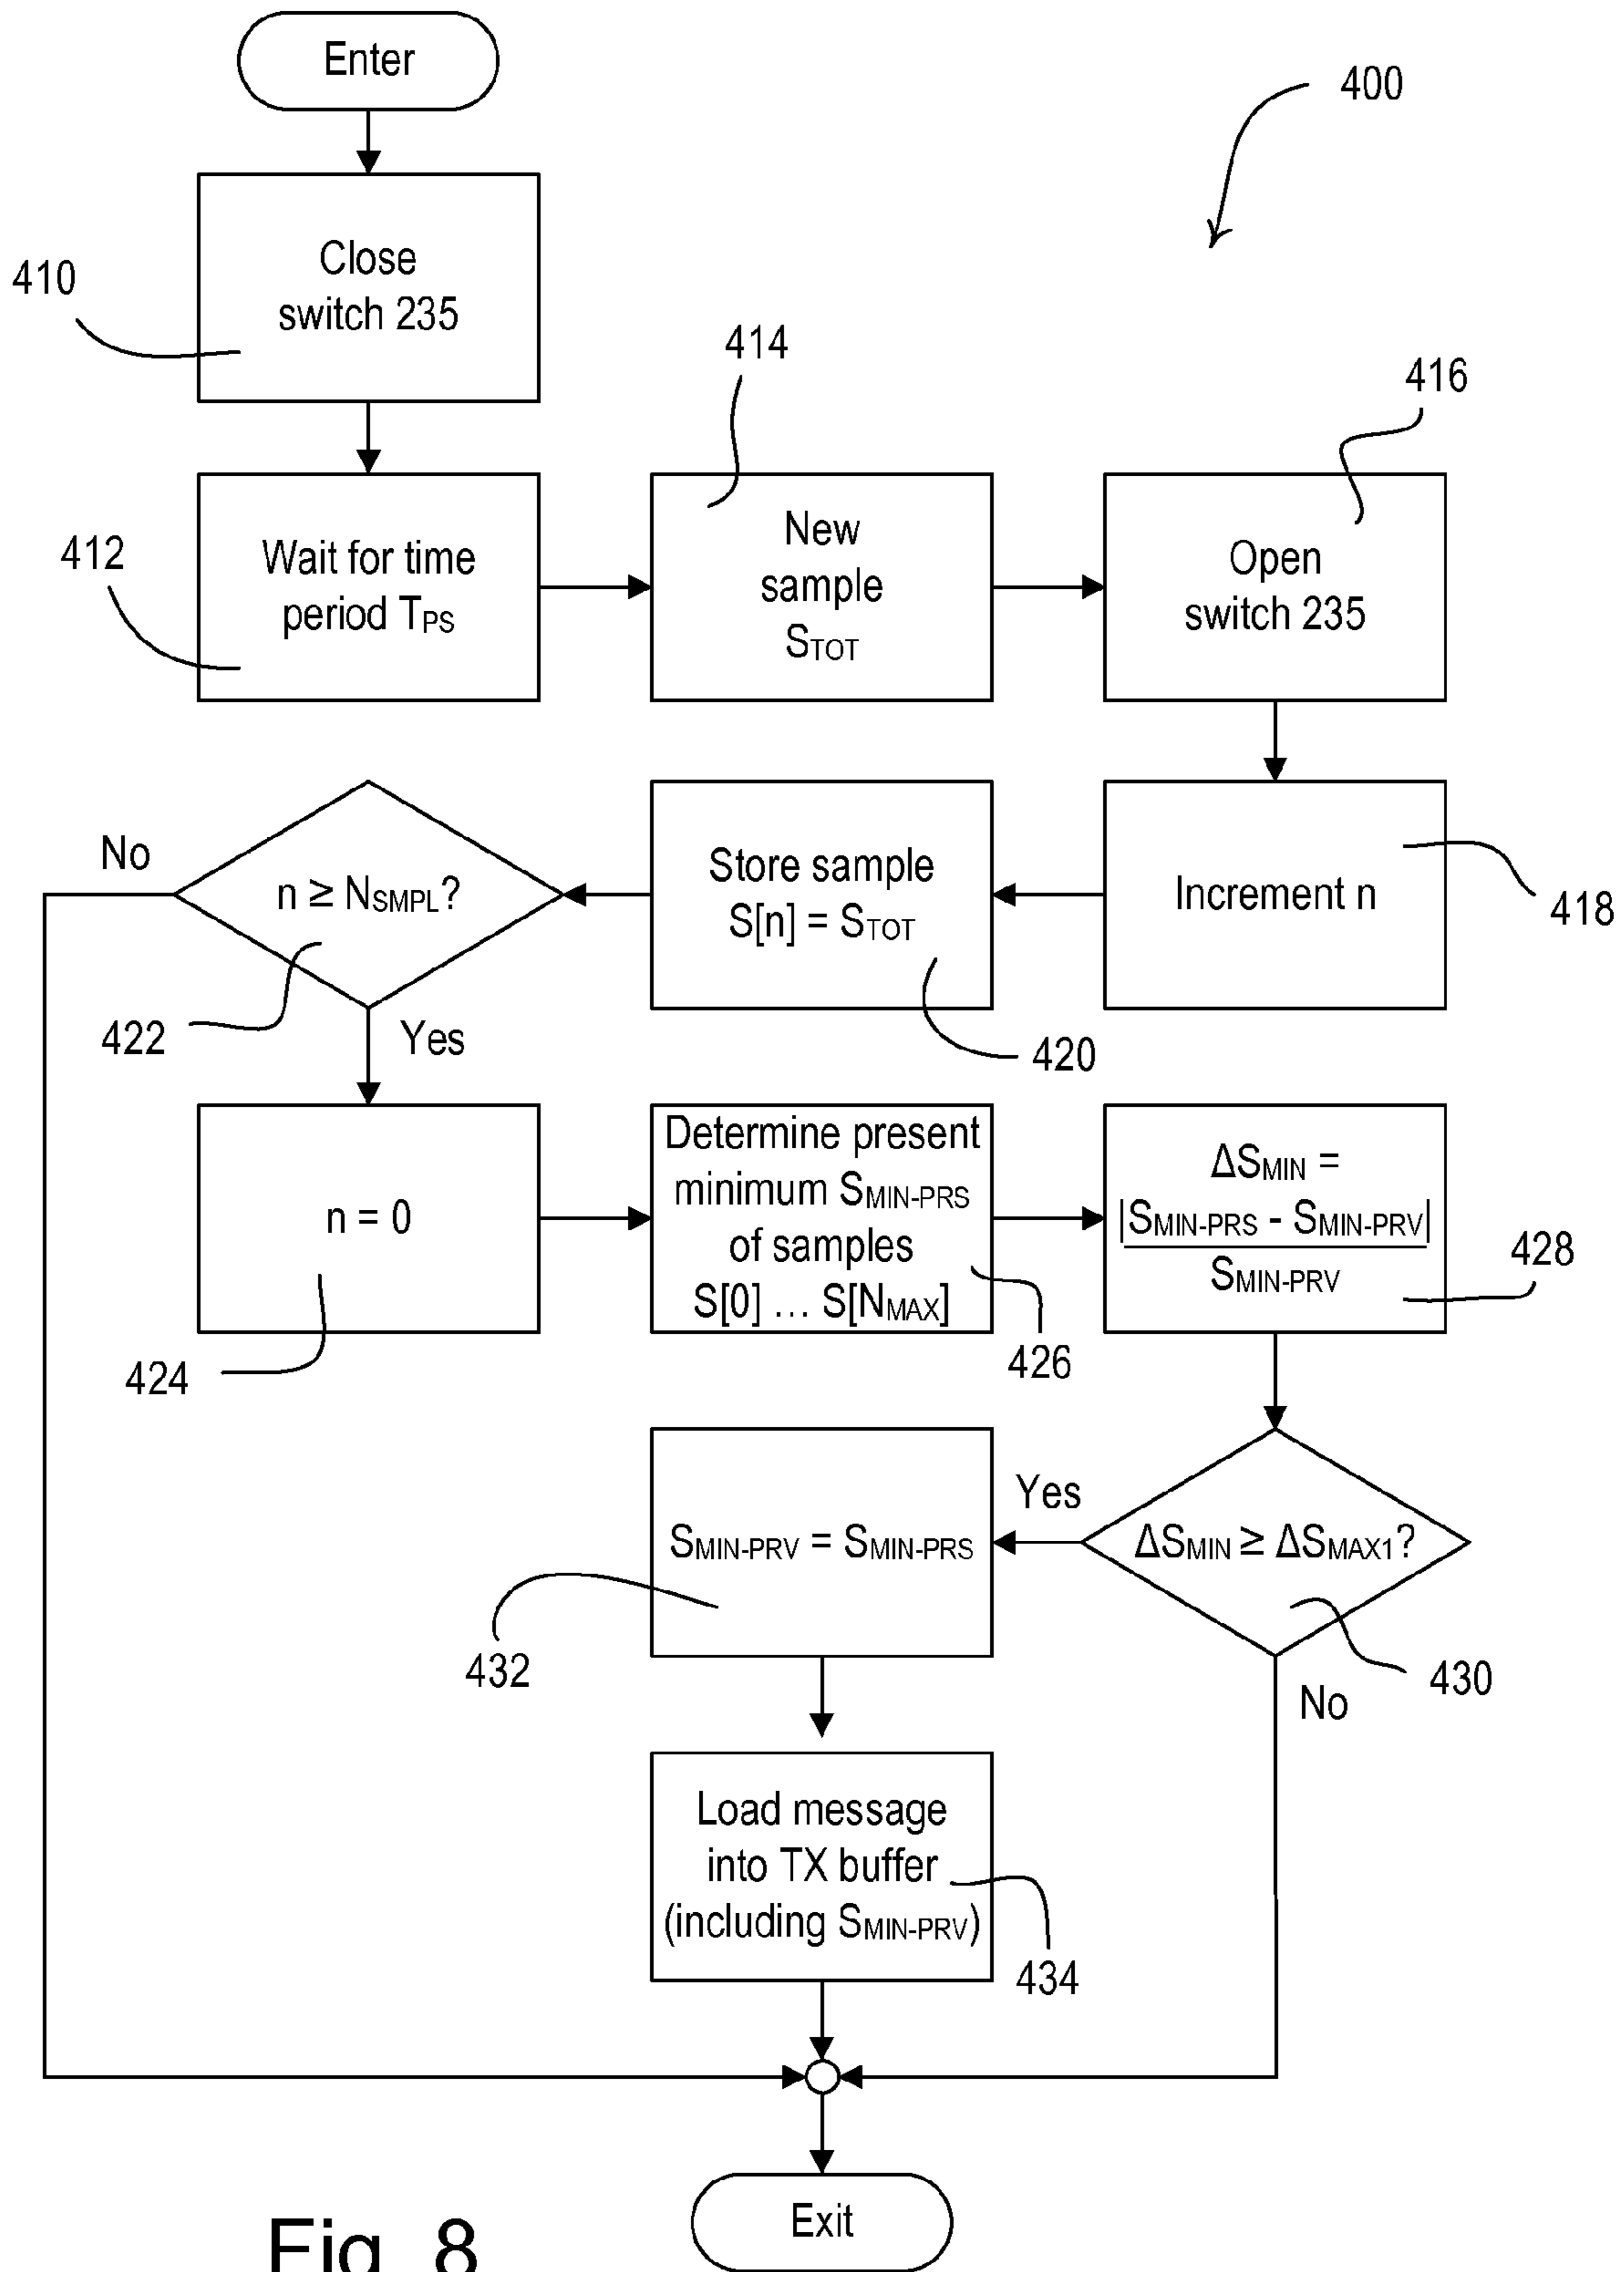 Enter
400
410
Close
switch 235
414
416
412
Wait for time
period TPS
New
sample
STOT
Open
switch 235
No
n ≥ NSMPL?
422
Yes
Store sample
S[n] = STOT
420
Increment n
418
n = 0
424
Determine present
minimum SMIN-PRS
of samples
S[0] ... S[NMAX]
426
ΔSMIN =
|SMIN-PRS - SMIN-PRV|
SMIN-PRV
428
SMIN-PRV = SMIN-PRS
432
Yes
ΔSMIN ≥ ΔSMAX1?
430
No
Load message
into TX buffer
(including SMIN-PRV)
434
Exit
Fig. 8